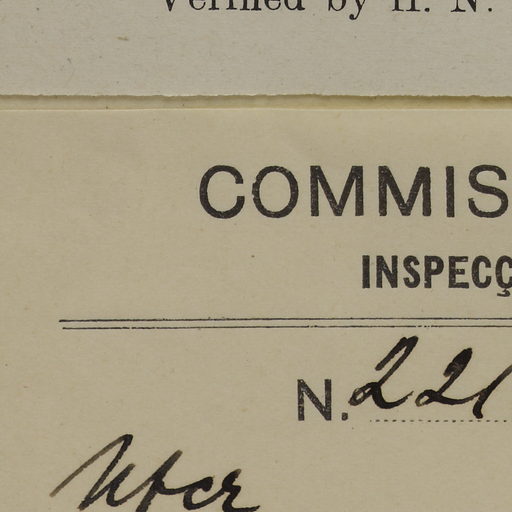 Verified by H. N.
COMMIS
INSPECÇ
N. 221